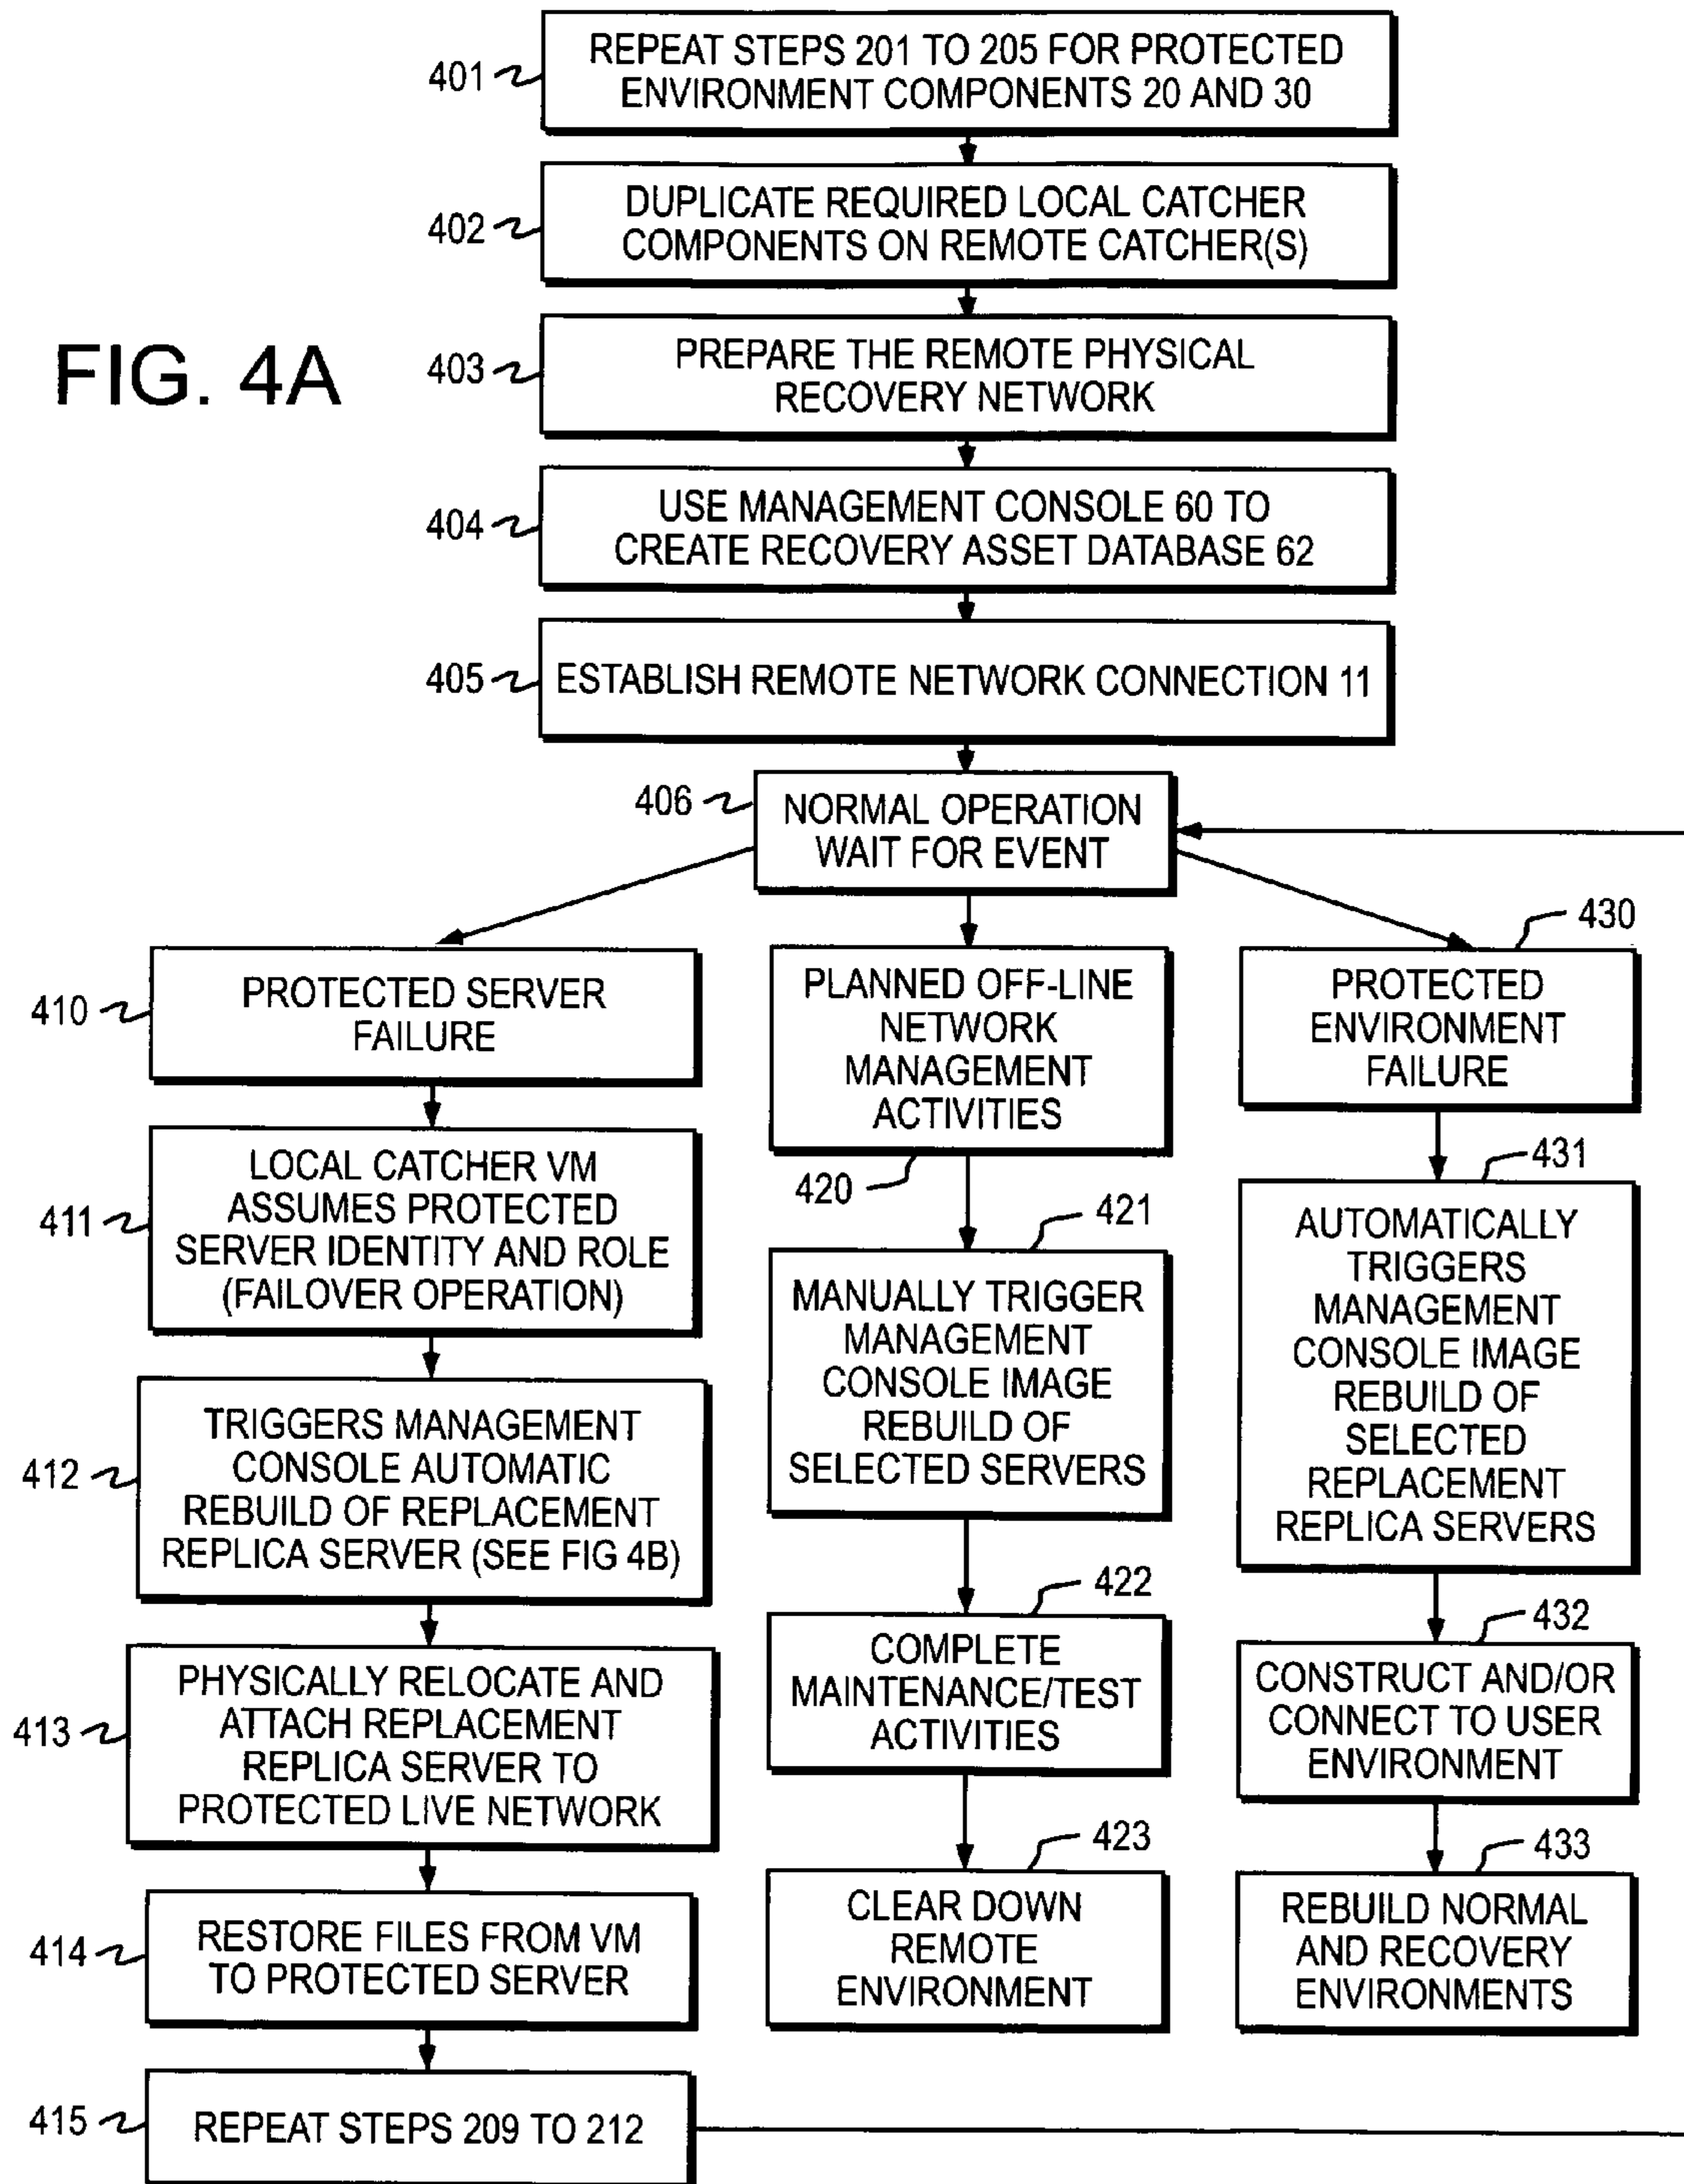 401
REPEAT STEPS 201 TO 205 FOR PROTECTED
ENVIRONMENT COMPONENTS 20 AND 30
402
DUPLICATE REQUIRED LOCAL CATCHER
COMPONENTS ON REMOTE CATCHER(S)
FIG. 4A
403
PREPARE THE REMOTE PHYSICAL
RECOVERY NETWORK
404
USE MANAGEMENT CONSOLE 60 TO
CREATE RECOVERY ASSET DATABASE 62
405
ESTABLISH REMOTE NETWORK CONNECTION 11
406
NORMAL OPERATION
WAIT FOR EVENT
410
PROTECTED SERVER
FAILURE
411
LOCAL CATCHER VM
ASSUMES PROTECTED
SERVER IDENTITY AND ROLE
(FAILOVER OPERATION)
412
TRIGGERS MANAGEMENT
CONSOLE AUTOMATIC
REBUILD OF REPLACEMENT
REPLICA SERVER (SEE FIG 4B)
413
PHYSICALLY RELOCATE AND
ATTACH REPLACEMENT
REPLICA SERVER TO
PROTECTED LIVE NETWORK
414
RESTORE FILES FROM VM
TO PROTECTED SERVER
415
REPEAT STEPS 209 TO 212
PLANNED OFF-LINE
NETWORK
MANAGEMENT
ACTIVITIES
420
421
MANUALLY TRIGGER
MANAGEMENT
CONSOLE IMAGE
REBUILD OF
SELECTED SERVERS
422
COMPLETE
MAINTENANCE/TEST
ACTIVITIES
423
CLEAR DOWN
REMOTE
ENVIRONMENT
430
PROTECTED
ENVIRONMENT
FAILURE
431
AUTOMATICALLY
TRIGGERS
MANAGEMENT
CONSOLE IMAGE
REBUILD OF
SELECTED
REPLACEMENT
REPLICA SERVERS
432
CONSTRUCT AND/OR
CONNECT TO USER
ENVIRONMENT
433
REBUILD NORMAL
AND RECOVERY
ENVIRONMENTS